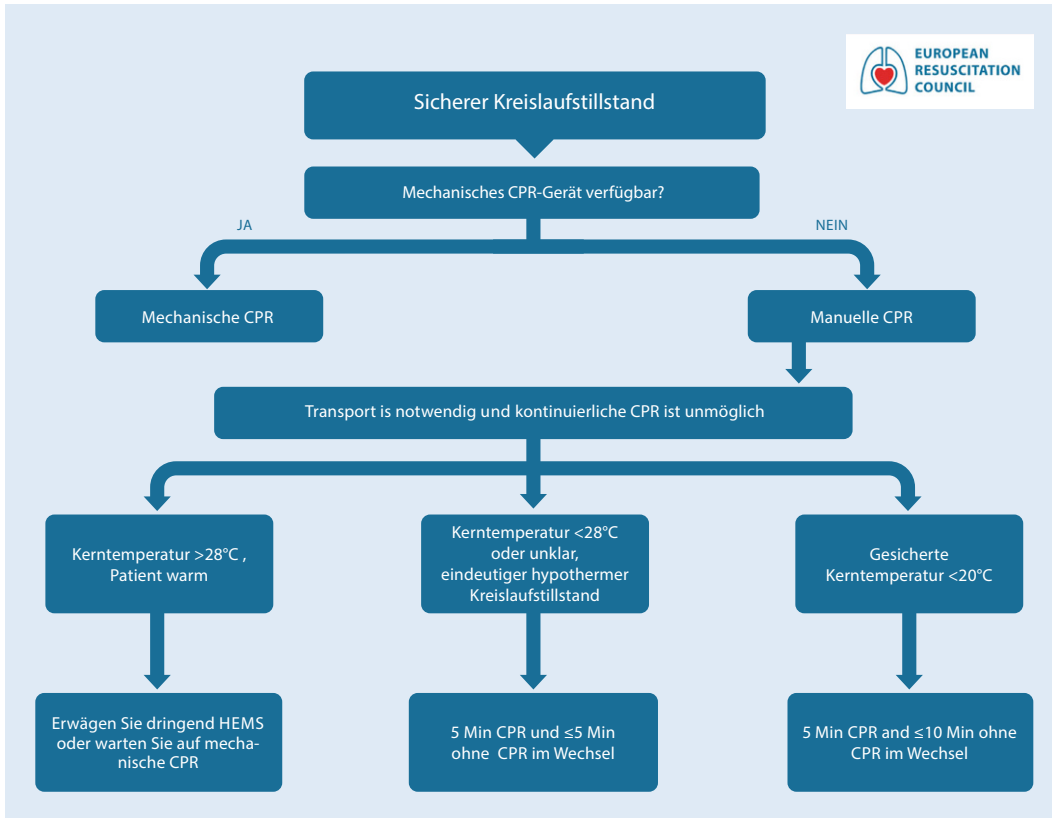 EUROPEAN
RESUSCITATION
COUNCIL
Sicherer Kreislaufstillstand
Mechanisches CPR-Gerät verfügbar?
JA
NEIN
Mechanische CPR
Manuelle CPR
Transport is notwendig und kontinuierliche CPR ist unmöglich
Kerntemperatur >28°C ,
Patient warm
Kerntemperatur <28°C
oder unklar,
eindeutiger hypothermer
Kreislaufstillstand
Gesicherte
Kerntemperatur <20°C
Erwägen Sie dringend HEMS
oder warten Sie auf mecha-
nische CPR
5 Min CPR und ≤5 Min
ohne CPR im Wechsel
5 Min CPR and ≤10 Min ohne
CPR im Wechsel